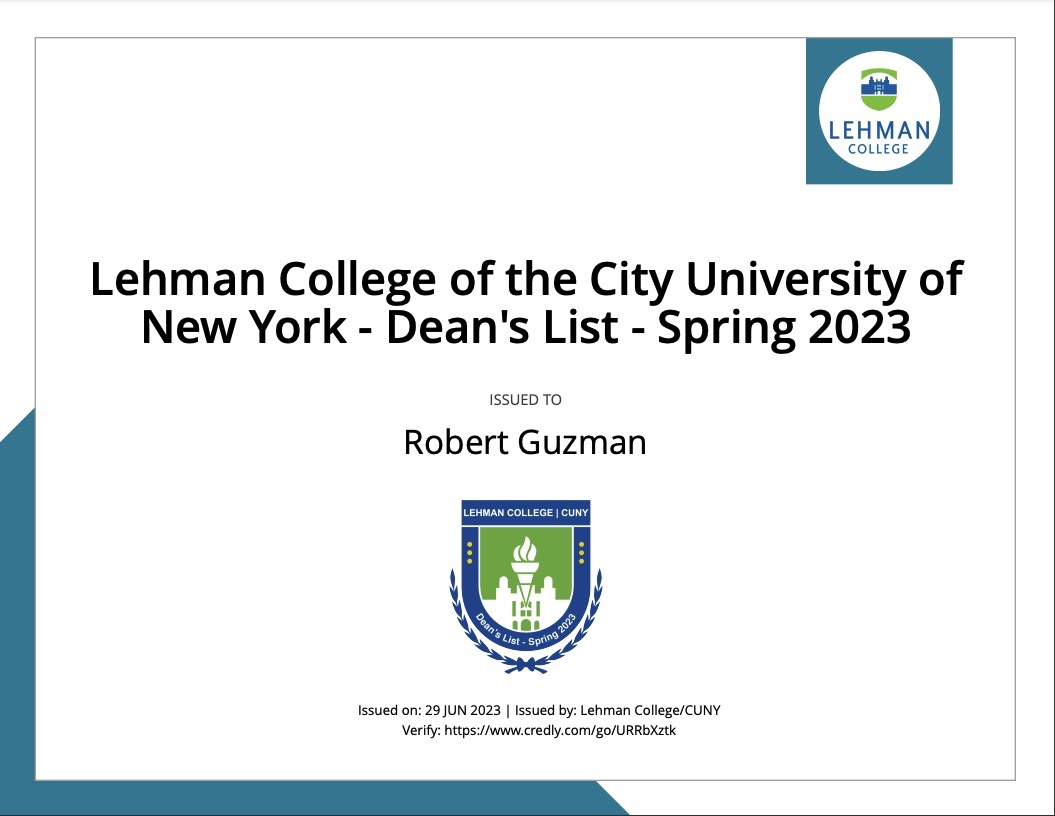 LEHMAN
COLLEGE
Lehman College of the City University of
New York - Dean's List - Spring 2023
ISSUED TO
Robert Guzman
LEHMAN COLLEGE | CUNY
Dean's List - Spring 2023
Issued on: 29 JUN 2023 | Issued by: Lehman College/CUNY
Verify: https://www.credly.com/go/URRbXztk